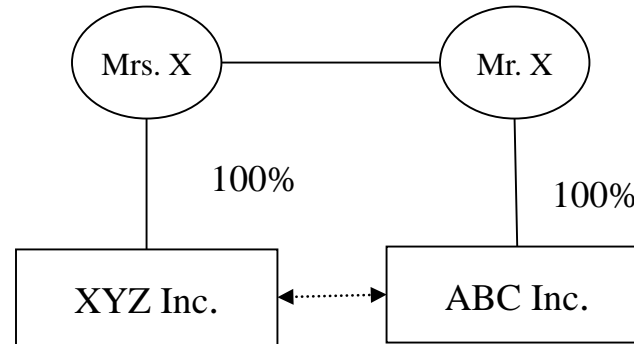 Mrs. X
Mr. X
100%
100%
XYZ Inc.
ABC Inc.